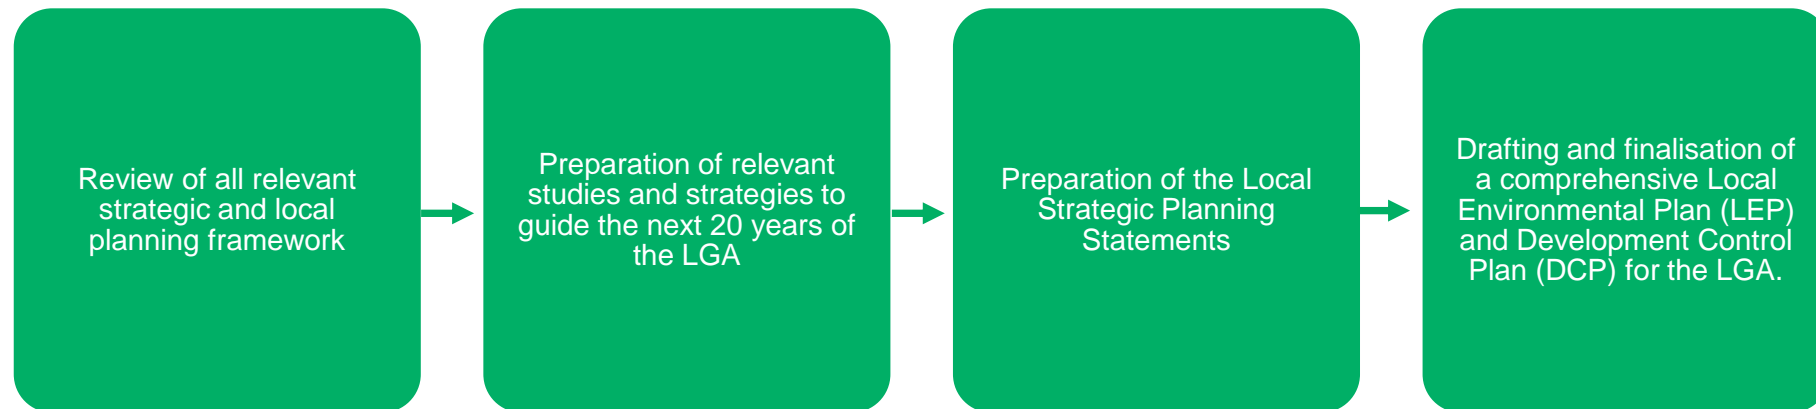 Review of all relevant
strategic and local
planning framework
Preparation of relevant
studies and strategies to
guide the next 20 years of
the LGA
Preparation of the Local
Strategic Planning
Statements
Drafting and finalisation of
a comprehensive Local
Environmental Plan (LEP)
and Development Control
Plan (DCP) for the LGA.